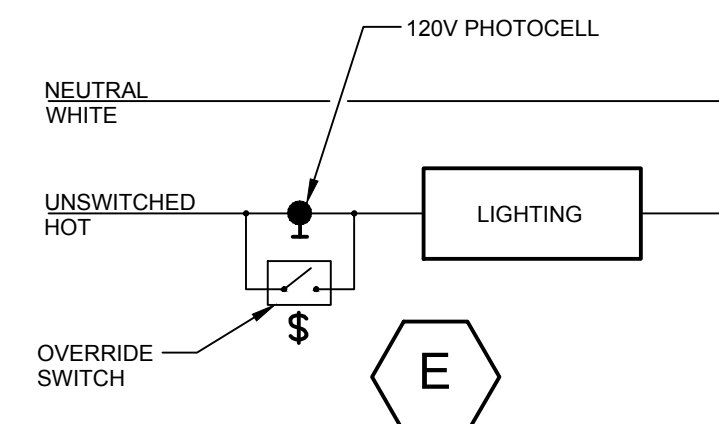 120V PHOTOCELL
NEUTRAL
WHITE
UNSWITCHED
HOT
LIGHTING
$
OVERRIDE
SWITCH
E